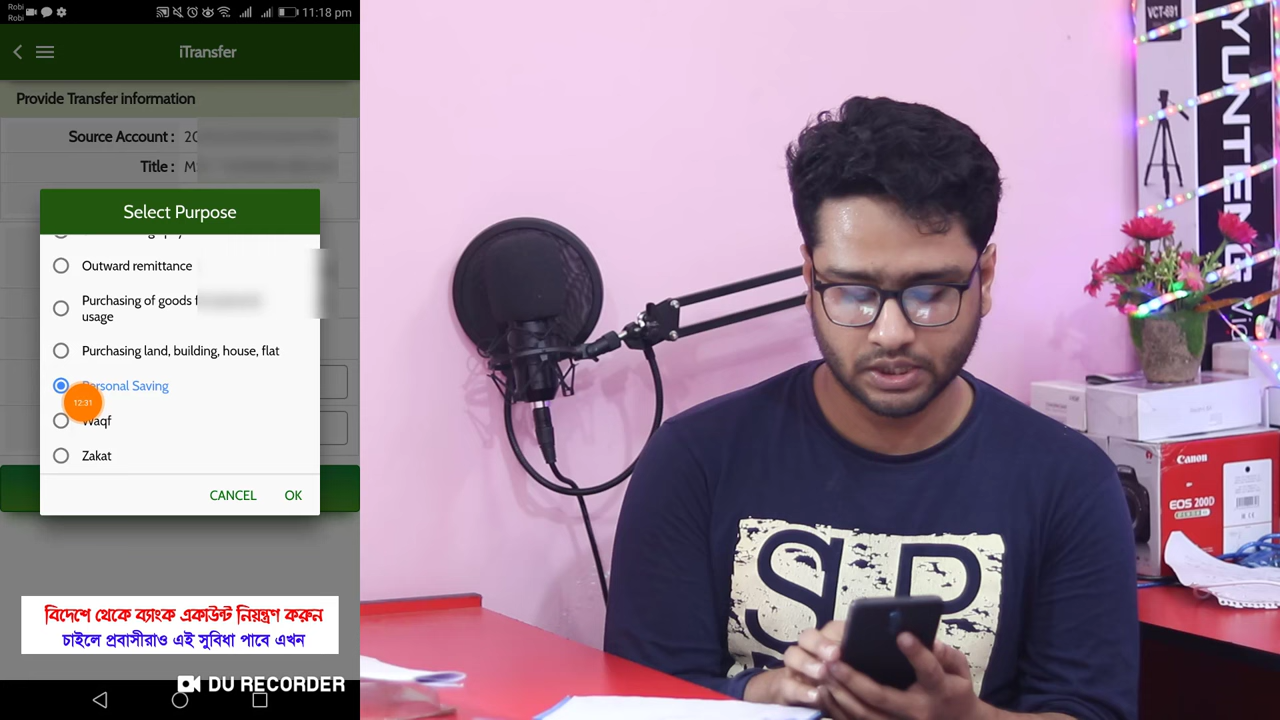 Robi
Robi
11:18 pm
iTransfer
Provide Transfer information
Source Account : 20
Title : M
Select Purpose
Outward remittance
Purchasing of goods f
usage
Purchasing land, building, house, flat
Personal Saving
12:31
Waqf
Zakat
CANCEL OK
বিদেশে থেকে ব্যাংক একাউন্ট নিয়ন্ত্রণ করুন
চাইলে প্রবাসীরাও এই সুবিধা পাবে এখন
DU RECORDER
VCT-691
YUNTENG
Canon
EOS 200D
SP